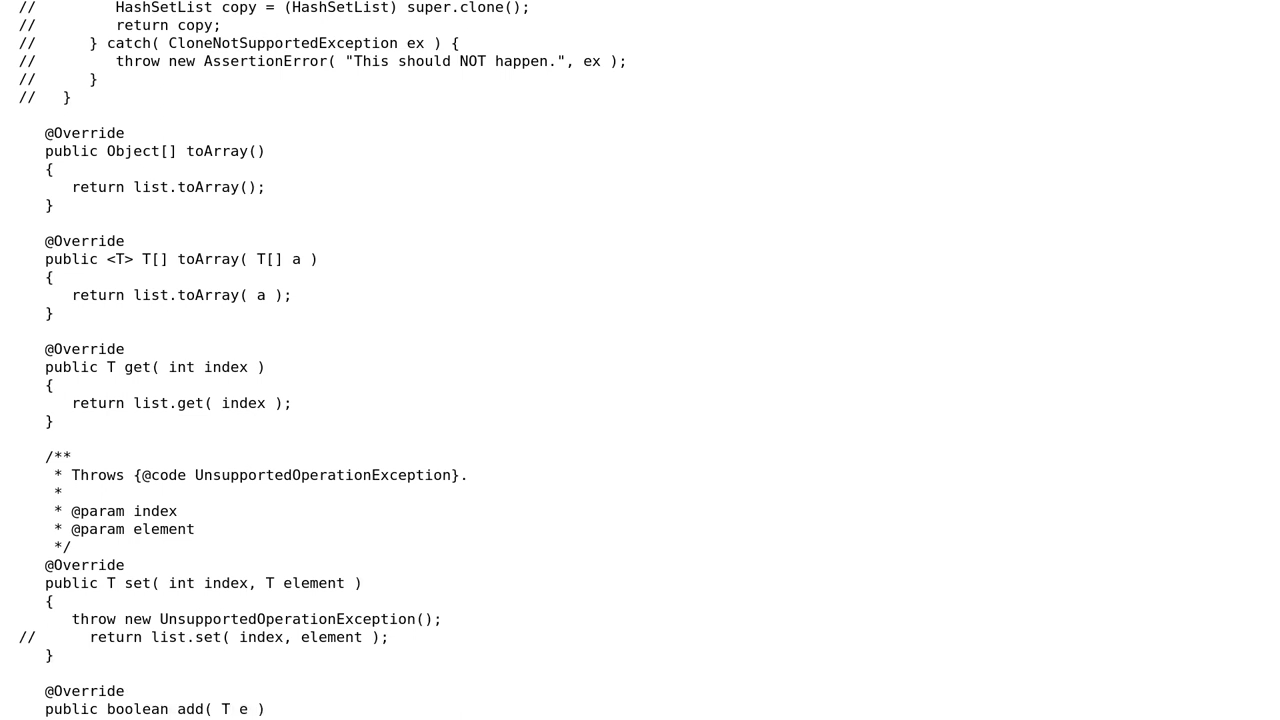 //         HashSetList copy = (HashSetList) super.clone();
//         return copy;
//      } catch( CloneNotSupportedException ex ) {
//         throw new AssertionError( "This should NOT happen.", ex );
//      }
//   }

   @Override
   public Object[] toArray()
   {
      return list.toArray();
   }

   @Override
   public <T> T[] toArray( T[] a )
   {
      return list.toArray( a );
   }

   @Override
   public T get( int index )
   {
      return list.get( index );
   }

   /**
    * Throws {@code UnsupportedOperationException}.
    *
    * @param index
    * @param element
    */
   @Override
   public T set( int index, T element )
   {
      throw new UnsupportedOperationException();
//      return list.set( index, element );
   }

   @Override
   public boolean add( T e )